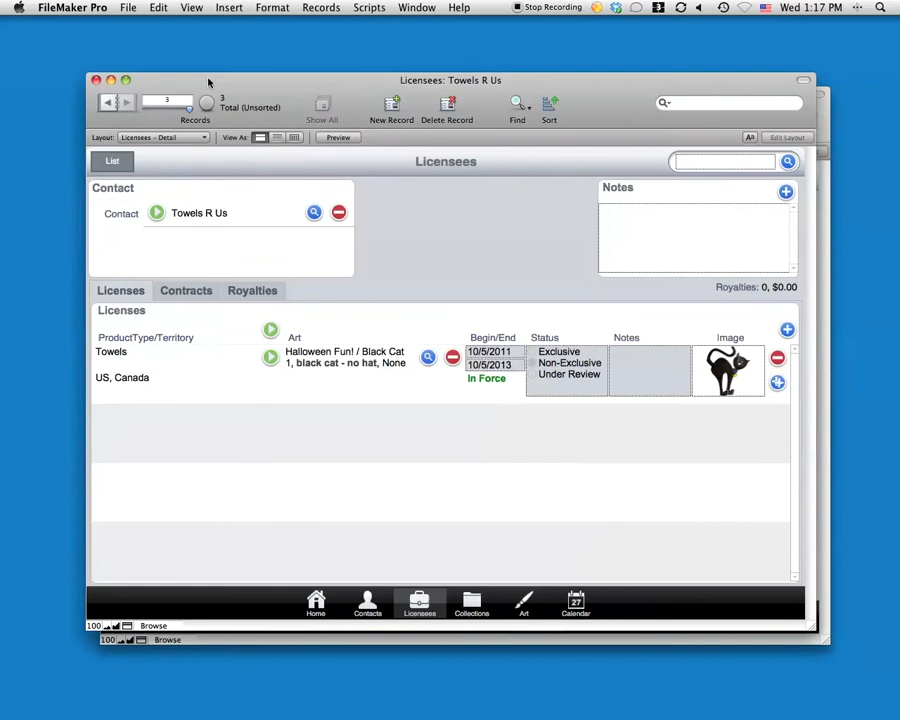 FileMaker Pro File Edit View Insert Format Records Scripts Window Help Stop Recording 3 Wed 1:17 PM
Licensees: Towels R Us
3 3
Total (Unsorted)
Records Show All New Record Delete Record Find Sort
Layout: Licensees - Detail View As: Preview Aa Edit Layout
List Licensees
Contact Notes
Contact Towels R Us
Licenses Contracts Royalties Royalties: 0, $0.00
Licenses
ProductType/Territory Art Begin/End Status Notes Image
Towels Halloween Fun! / Black Cat 10/5/2011 Exclusive
1, black cat - no hat, None 10/5/2013 Non-Exclusive
US, Canada In Force Under Review
27
Home Contacts Licensees Collections Art Calendar
100 Browse
100 Browse